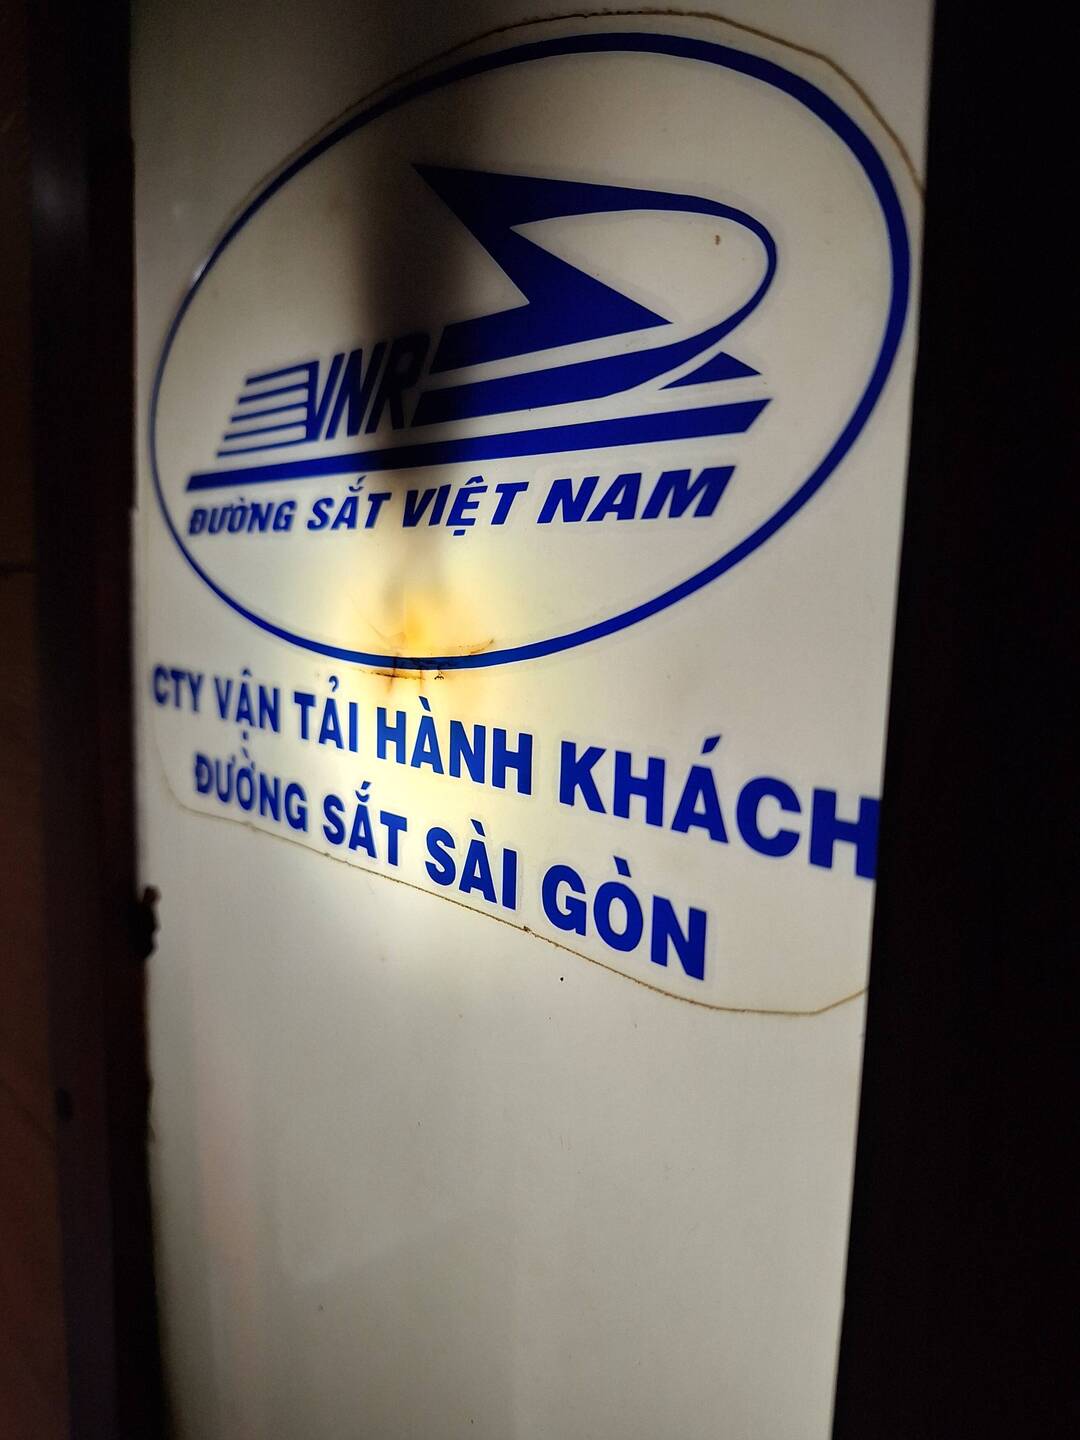 VNR
ĐƯỜNG SẮT VIỆT NAM
CTY VẬN TẢI HÀNH KHÁCH
ĐƯỜNG SẮT SÀI GÒN